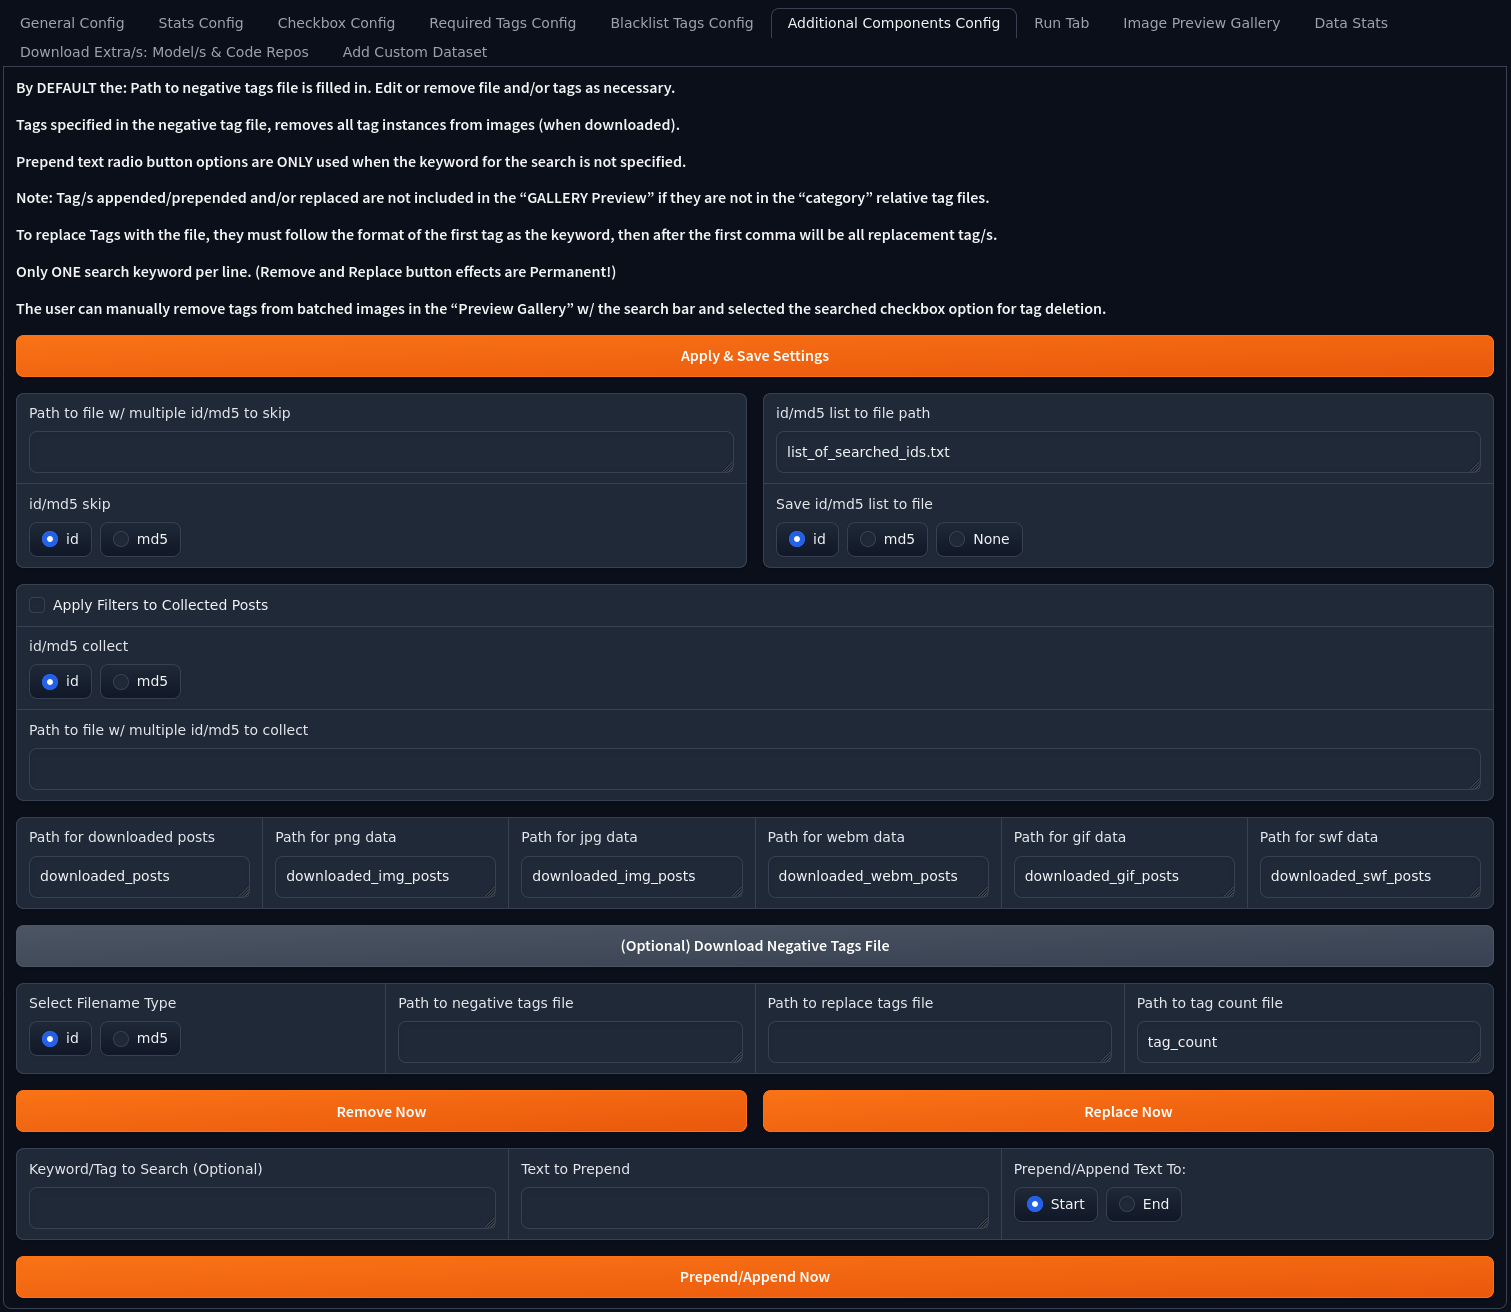 General Config Stats Config Checkbox Config Required Tags Config Blacklist Tags Config Additional Components Config Run Tab Image Preview Gallery Data Stats
Download Extra/s: Model/s & Code Repos Add Custom Dataset
By DEFAULT the: Path to negative tags file is filled in. Edit or remove file and/or tags as necessary.
Tags specified in the negative tag file, removes all tag instances from images (when downloaded).
Prepend text radio button options are ONLY used when the keyword for the search is not specified.
Note: Tag/s appended/prepended and/or replaced are not included in the “GALLERY Preview” if they are not in the “category” relative tag files.
To replace Tags with the file, they must follow the format of the first tag as the keyword, then after the first comma will be all replacement tag/s.
Only ONE search keyword per line. (Remove and Replace button effects are Permanent!)
The user can manually remove tags from batched images in the “Preview Gallery” w/ the search bar and selected the searched checkbox option for tag deletion.
Apply & Save Settings
Path to file w/ multiple id/md5 to skip
id/md5 skip
id md5
id/md5 list to file path
list_of_searched_ids.txt
Save id/md5 list to file
id md5 None
Apply Filters to Collected Posts
id/md5 collect
id md5
Path to file w/ multiple id/md5 to collect
Path for downloaded posts Path for png data Path for jpg data Path for webm data Path for gif data Path for swf data
downloaded_posts downloaded_img_posts downloaded_img_posts downloaded_webm_posts downloaded_gif_posts downloaded_swf_posts
(Optional) Download Negative Tags File
Select Filename Type Path to negative tags file Path to replace tags file Path to tag count file
id md5 tag_count
Remove Now Replace Now
Keyword/Tag to Search (Optional) Text to Prepend Prepend/Append Text To:
Start End
Prepend/Append Now